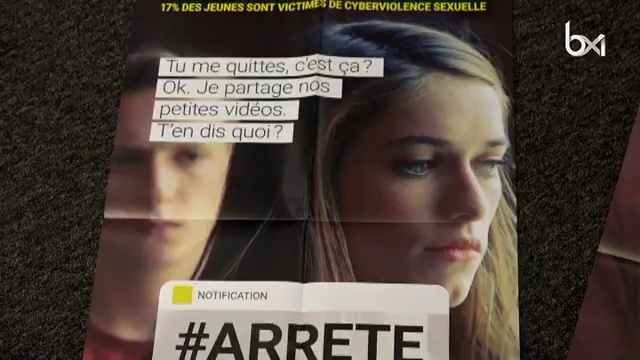 17% DES JEUNES SONT VICTIMES DE CYBERVIOLENCE SEXUELLE
bxi
Tu me quittes, c'est ça ?
Ok. Je partage nos
petites vidéos.
T'en dis quoi ?
NOTIFICATION
#ARRETE